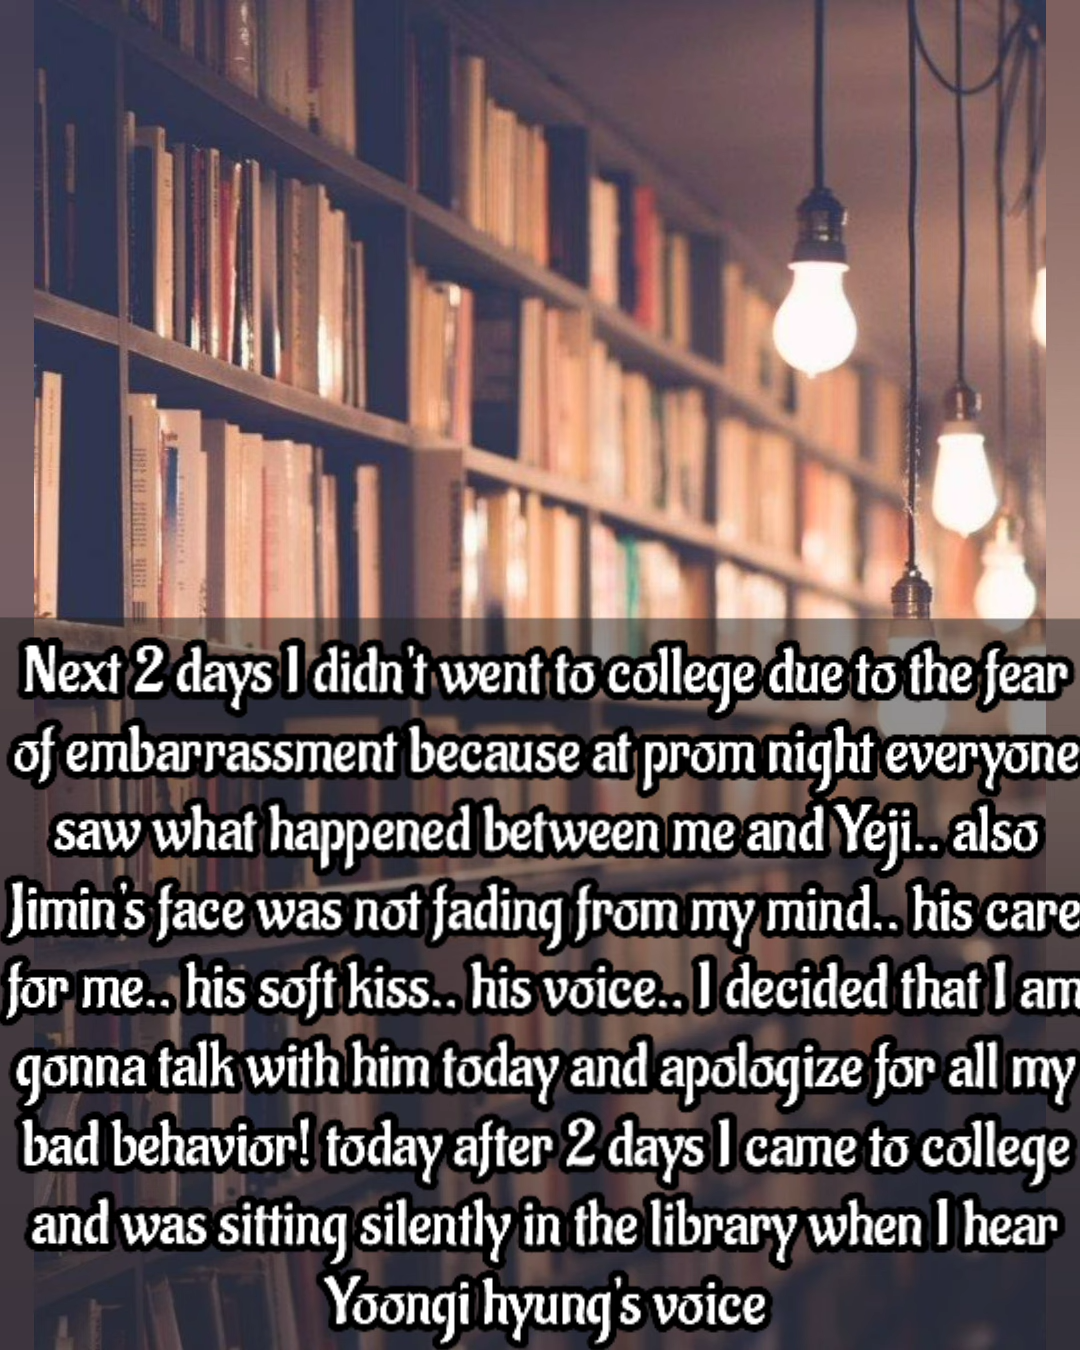 Next 2 days I didn't went to college due to the fear
of embarrassment because at prom night everyone
saw what happened between me and Yeji.. also
Jimin's face was not fading from my mind.. his care
for me.. his soft kiss.. his voice.. I decided that I am
gonna talk with him today and apologize for all my
bad behavior! today after 2 days I came to college
and was sitting silently in the library when I hear
Yoongi hyung's voice